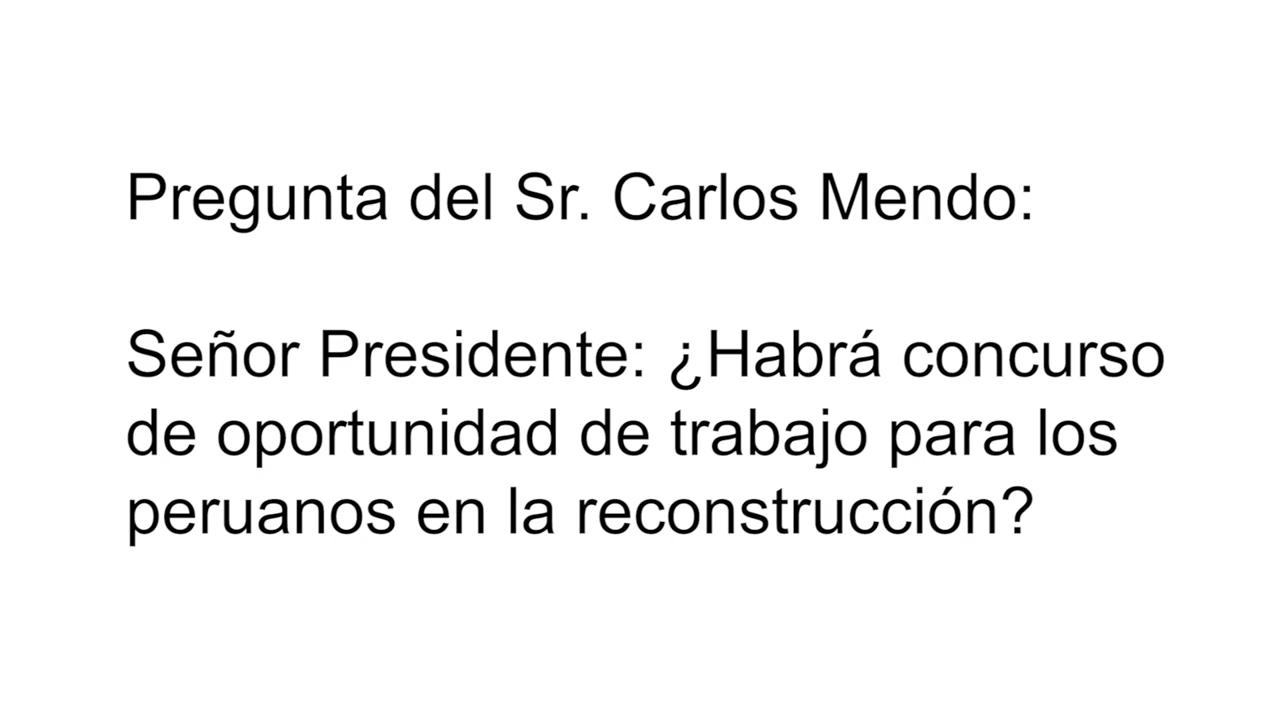 Pregunta del Sr. Carlos Mendo:
Señor Presidente: ¿Habrá concurso
de oportunidad de trabajo para los
peruanos en la reconstrucción?